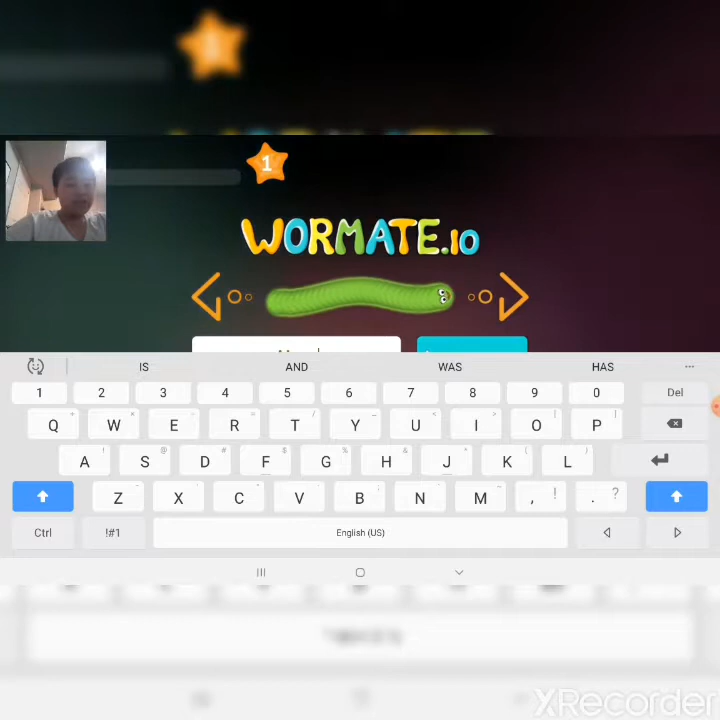 1
WORMATE.IO
IS AND WAS HAS
1 2 3 4 5 6 7 8 9 0 Del
Q W E R T Y U I O P
A S D F G H J K L
Z X C V B N M , ! . ?
Ctrl !#1 English (US)
XRecorder